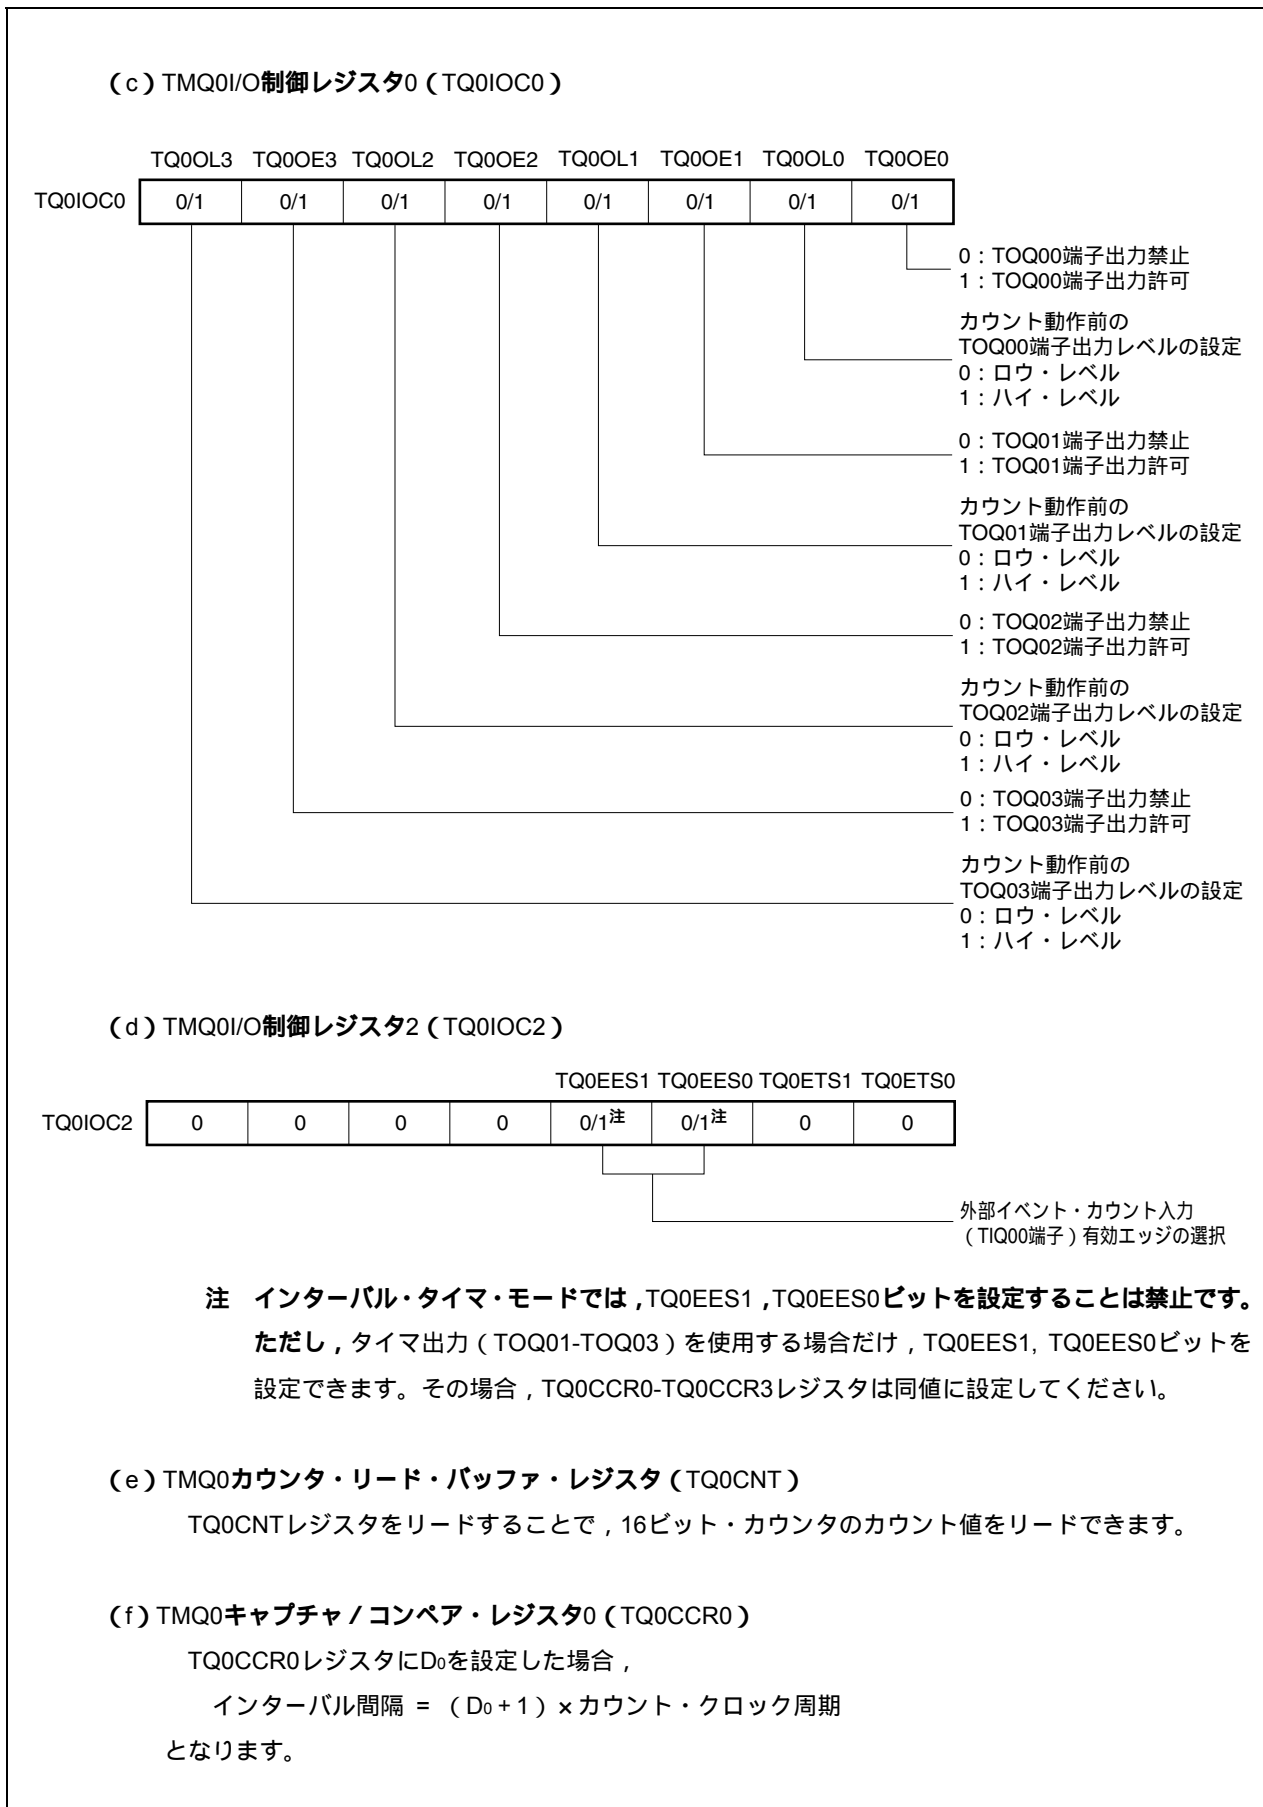 （c）TMQ0I/O制御レジスタ0（TQ0IOC0）
TQ0OL3 TQ0OE3 TQ0OL2 TQ0OE2 TQ0OL1 TQ0OE1 TQ0OL0 TQ0OE0
TQ0IOC0 0/1 0/1 0/1 0/1 0/1 0/1 0/1 0/1
0：TOQ00端子出力禁止
1：TOQ00端子出力許可
カウント動作前の
TOQ00端子出力レベルの設定
0：ロウ・レベル
1：ハイ・レベル
0：TOQ01端子出力禁止
1：TOQ01端子出力許可
カウント動作前の
TOQ01端子出力レベルの設定
0：ロウ・レベル
1：ハイ・レベル
0：TOQ02端子出力禁止
1：TOQ02端子出力許可
カウント動作前の
TOQ02端子出力レベルの設定
0：ロウ・レベル
1：ハイ・レベル
0：TOQ03端子出力禁止
1：TOQ03端子出力許可
カウント動作前の
TOQ03端子出力レベルの設定
0：ロウ・レベル
1：ハイ・レベル
（d）TMQ0I/O制御レジスタ2（TQ0IOC2）
TQ0EES1 TQ0EES0 TQ0ETS1 TQ0ETS0
TQ0IOC2 0 0 0 0 0/1注 0/1注 0 0
外部イベント・カウント入力
（TIQ00端子）有効エッジの選択
注 インターバル・タイマ・モードでは，TQ0EES1，TQ0EES0ビットを設定することは禁止です。
ただし，タイマ出力（TOQ01-TOQ03）を使用する場合だけ，TQ0EES1, TQ0EES0ビットを
設定できます。その場合，TQ0CCR0-TQ0CCR3レジスタは同値に設定してください。
（e）TMQ0カウンタ・リード・バッファ・レジスタ（TQ0CNT）
TQ0CNTレジスタをリードすることで，16ビット・カウンタのカウント値をリードできます。
（f）TMQ0キャプチャ／コンペア・レジスタ0（TQ0CCR0）
TQ0CCR0レジスタにD0を設定した場合，
インターバル間隔 = （D0＋1）×カウント・クロック周期
となります。